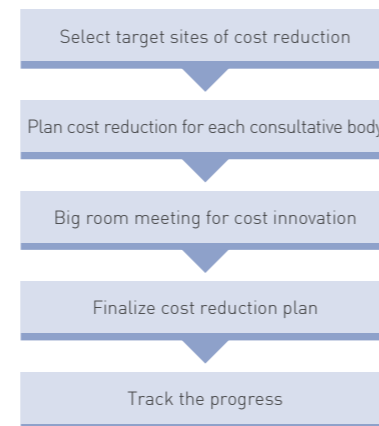 Select target sites of cost reduction
Plan cost reduction for each consultative body
Big room meeting for cost innovation
Finalize cost reduction plan
Track the progress